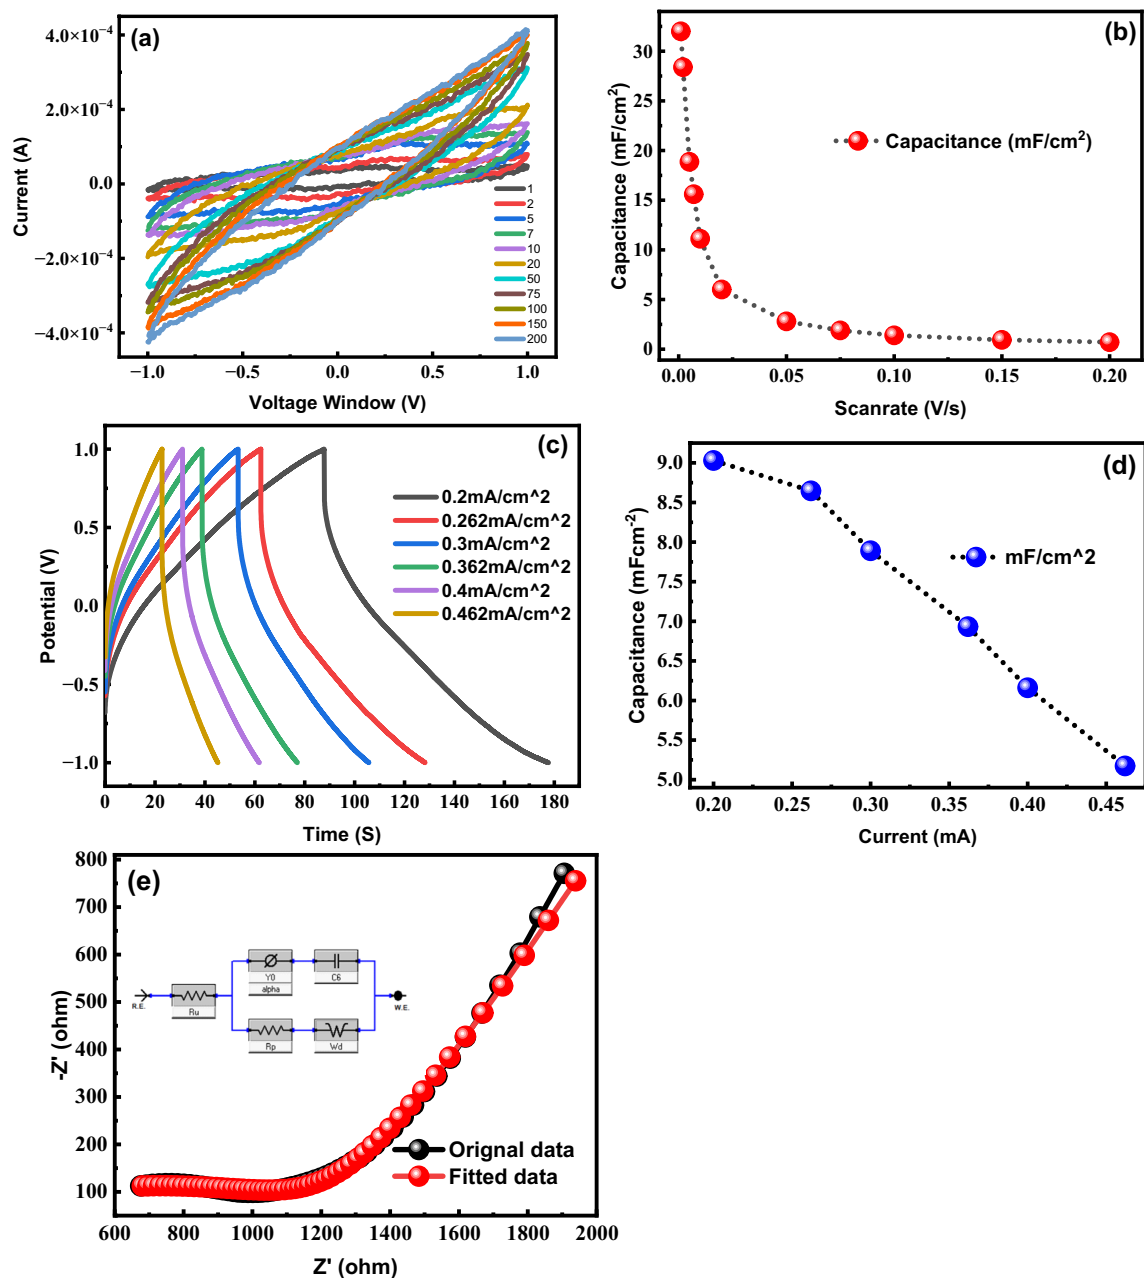 (a)
4.0×10⁻⁴
2.0×10⁻⁴
0.0
−2.0×10⁻⁴
−4.0×10⁻⁴
Current (A)
−1.0 −0.5 0.0 0.5 1.0
Voltage Window (V)
1
2
5
7
10
20
50
75
100
150
200
(b)
30
25
20
15
10
5
0
Capacitance (mF/cm²)
Capacitance (mF/cm²)
0.00 0.05 0.10 0.15 0.20
Scanrate (V/s)
(c)
1.0
0.5
0.0
−0.5
−1.0
Potential (V)
0.2mA/cm^2
0.262mA/cm^2
0.3mA/cm^2
0.362mA/cm^2
0.4mA/cm^2
0.462mA/cm^2
0 20 40 60 80 100 120 140 160 180
Time (S)
(d)
9.0
8.5
8.0
7.5
7.0
6.5
6.0
5.5
5.0
Capacitance (mFcm⁻²)
mF/cm^2
0.20 0.25 0.30 0.35 0.40 0.45
Current (mA)
(e)
800
700
600
500
400
300
200
100
-Z' (ohm)
R.E.
Ru
Y0
alpha
C6
Rp
Wd
W.E.
Orignal data
Fitted data
600 800 1000 1200 1400 1600 1800 2000
Z' (ohm)